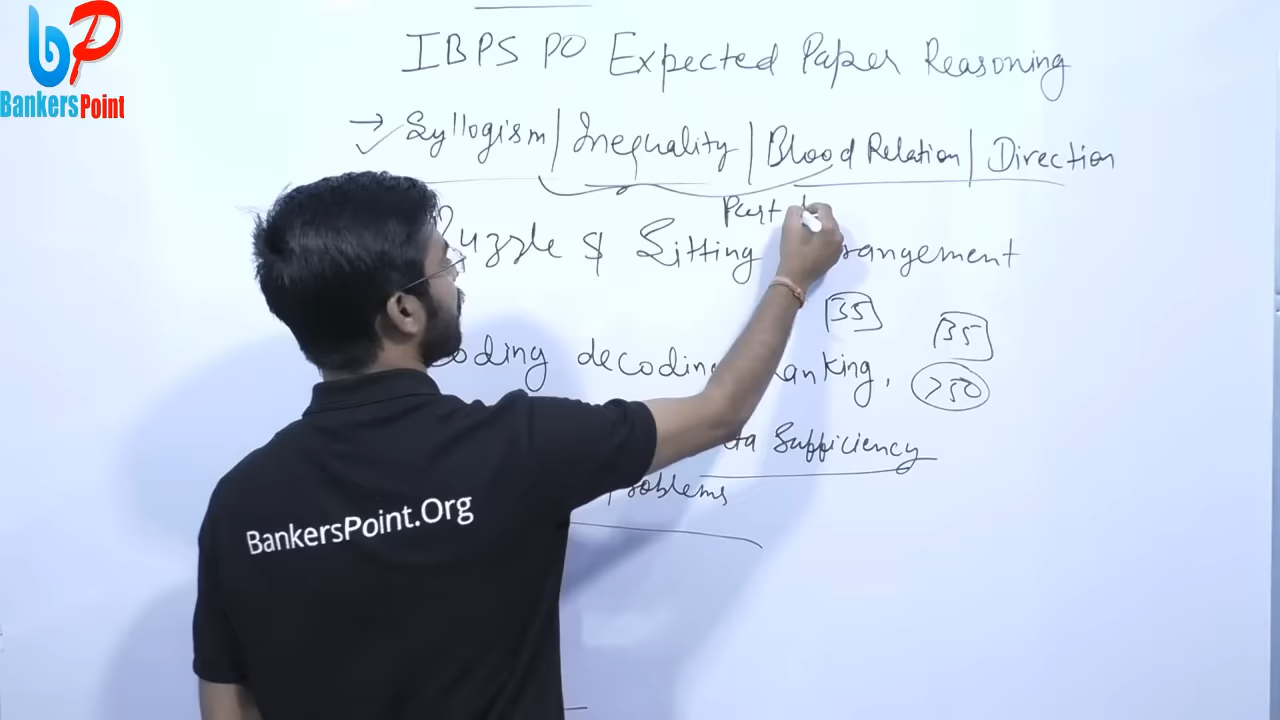 bp
BankersPoint
IBPS PO Expected Paper Reasoning
→ ✓ Syllogism | Inequality | Blood Relation | Direction
Part
Puzzle & Sitting Arrangement
35
35
Coding decoding Ranking,
>50
Data Sufficiency
problems
BankersPoint.Org